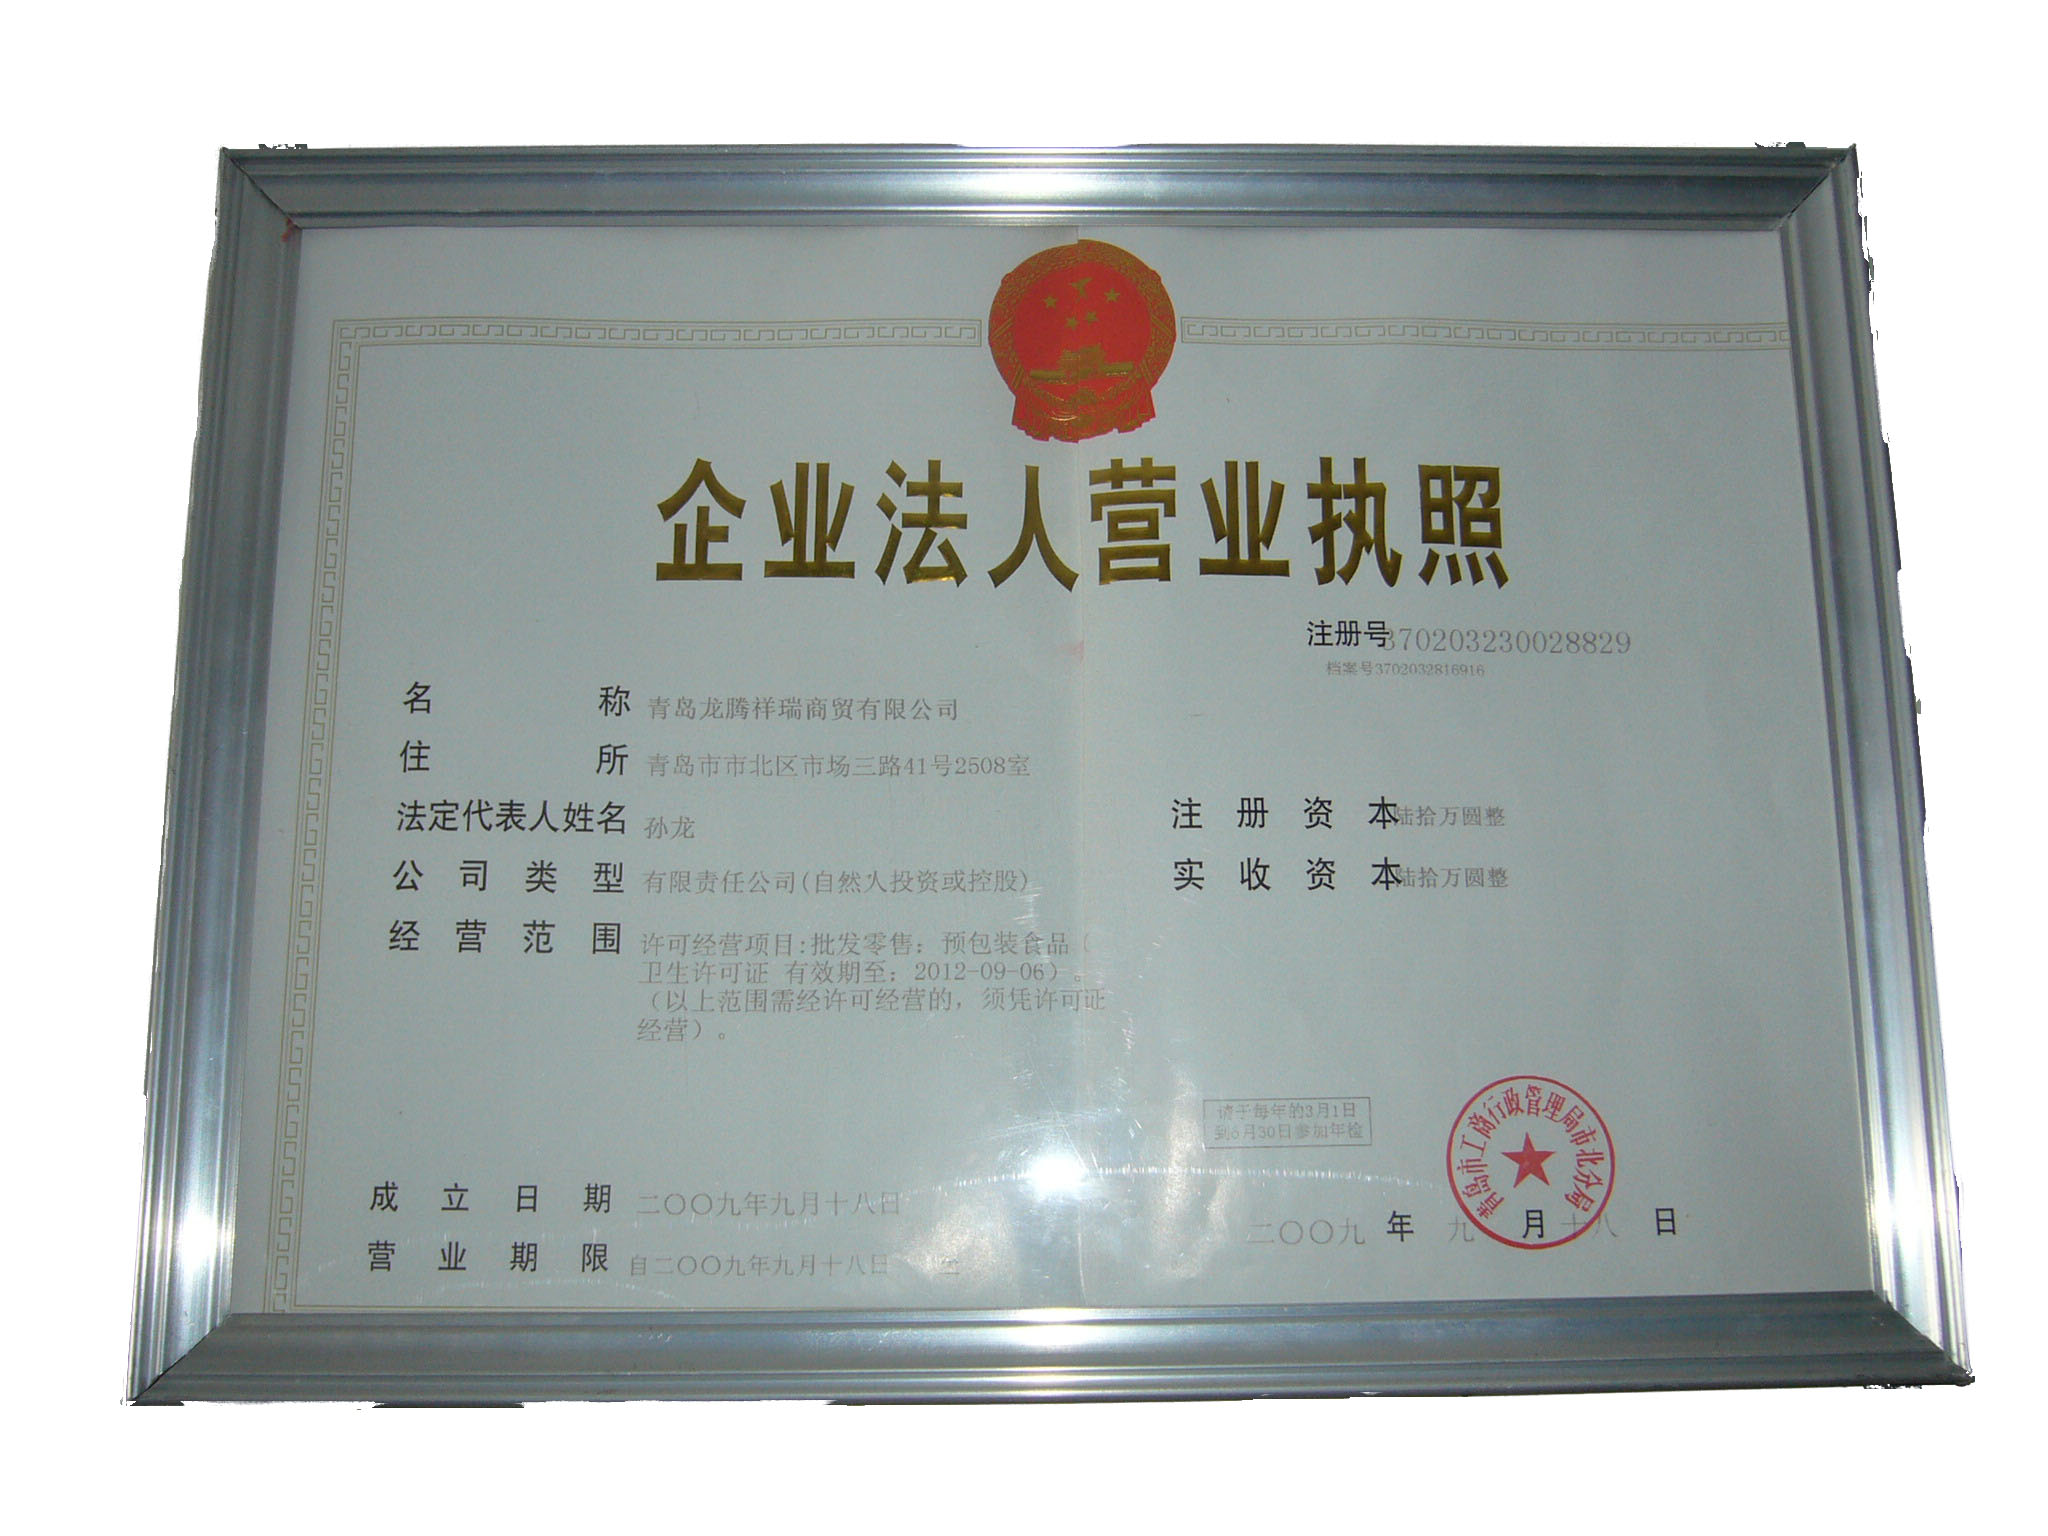 企业法人营业执照
注册号370203230028829
档案号3702032816916
名称 青岛龙腾祥瑞商贸有限公司
住所 青岛市市北区市场三路41号2508室
法定代表人姓名 孙龙
注册资本 陆拾万圆整
公司类型 有限责任公司(自然人投资或控股)
实收资本 陆拾万圆整
经营范围 许可经营项目:批发零售：预包装食品（
卫生许可证 有效期至：2012-09-06）。
（以上范围需经许可经营的，须凭许可证
经营）。
请于每年的3月1日
到6月30日参加年检
青岛市工商行政管理局市北分局
成立日期 二〇〇九年九月十八日
二〇〇九年九月十八日
营业期限 自二〇〇九年九月十八日 至